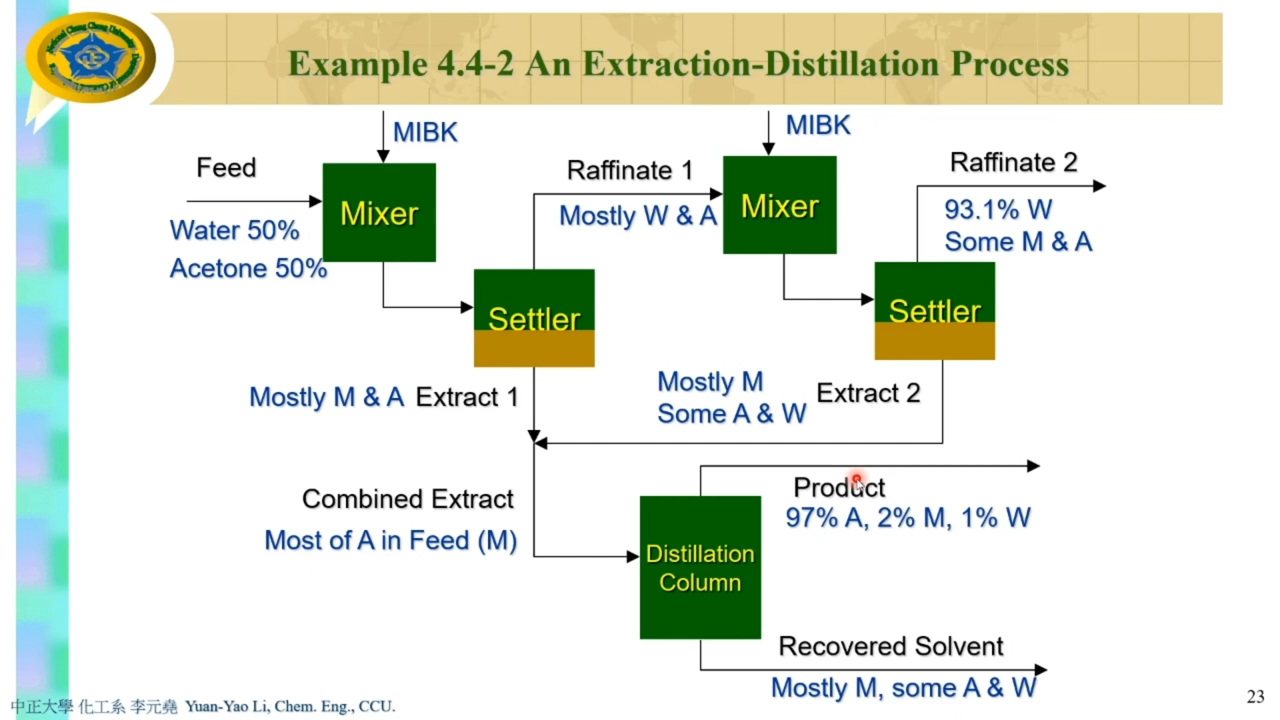 Example 4.4-2 An Extraction-Distillation Process
MIBK
MIBK
Feed
Water 50%
Acetone 50%
Mixer
Raffinate 1
Mostly W & A
Mixer
Raffinate 2
93.1% W
Some M & A
Settler
Settler
Mostly M & A Extract 1
Mostly M
Some A & W
Extract 2
Combined Extract
Most of A in Feed (M)
Product
97% A, 2% M, 1% W
Distillation
Column
Recovered Solvent
Mostly M, some A & W
中正大學 化工系 李元堯 Yuan-Yao Li, Chem. Eng., CCU.
23